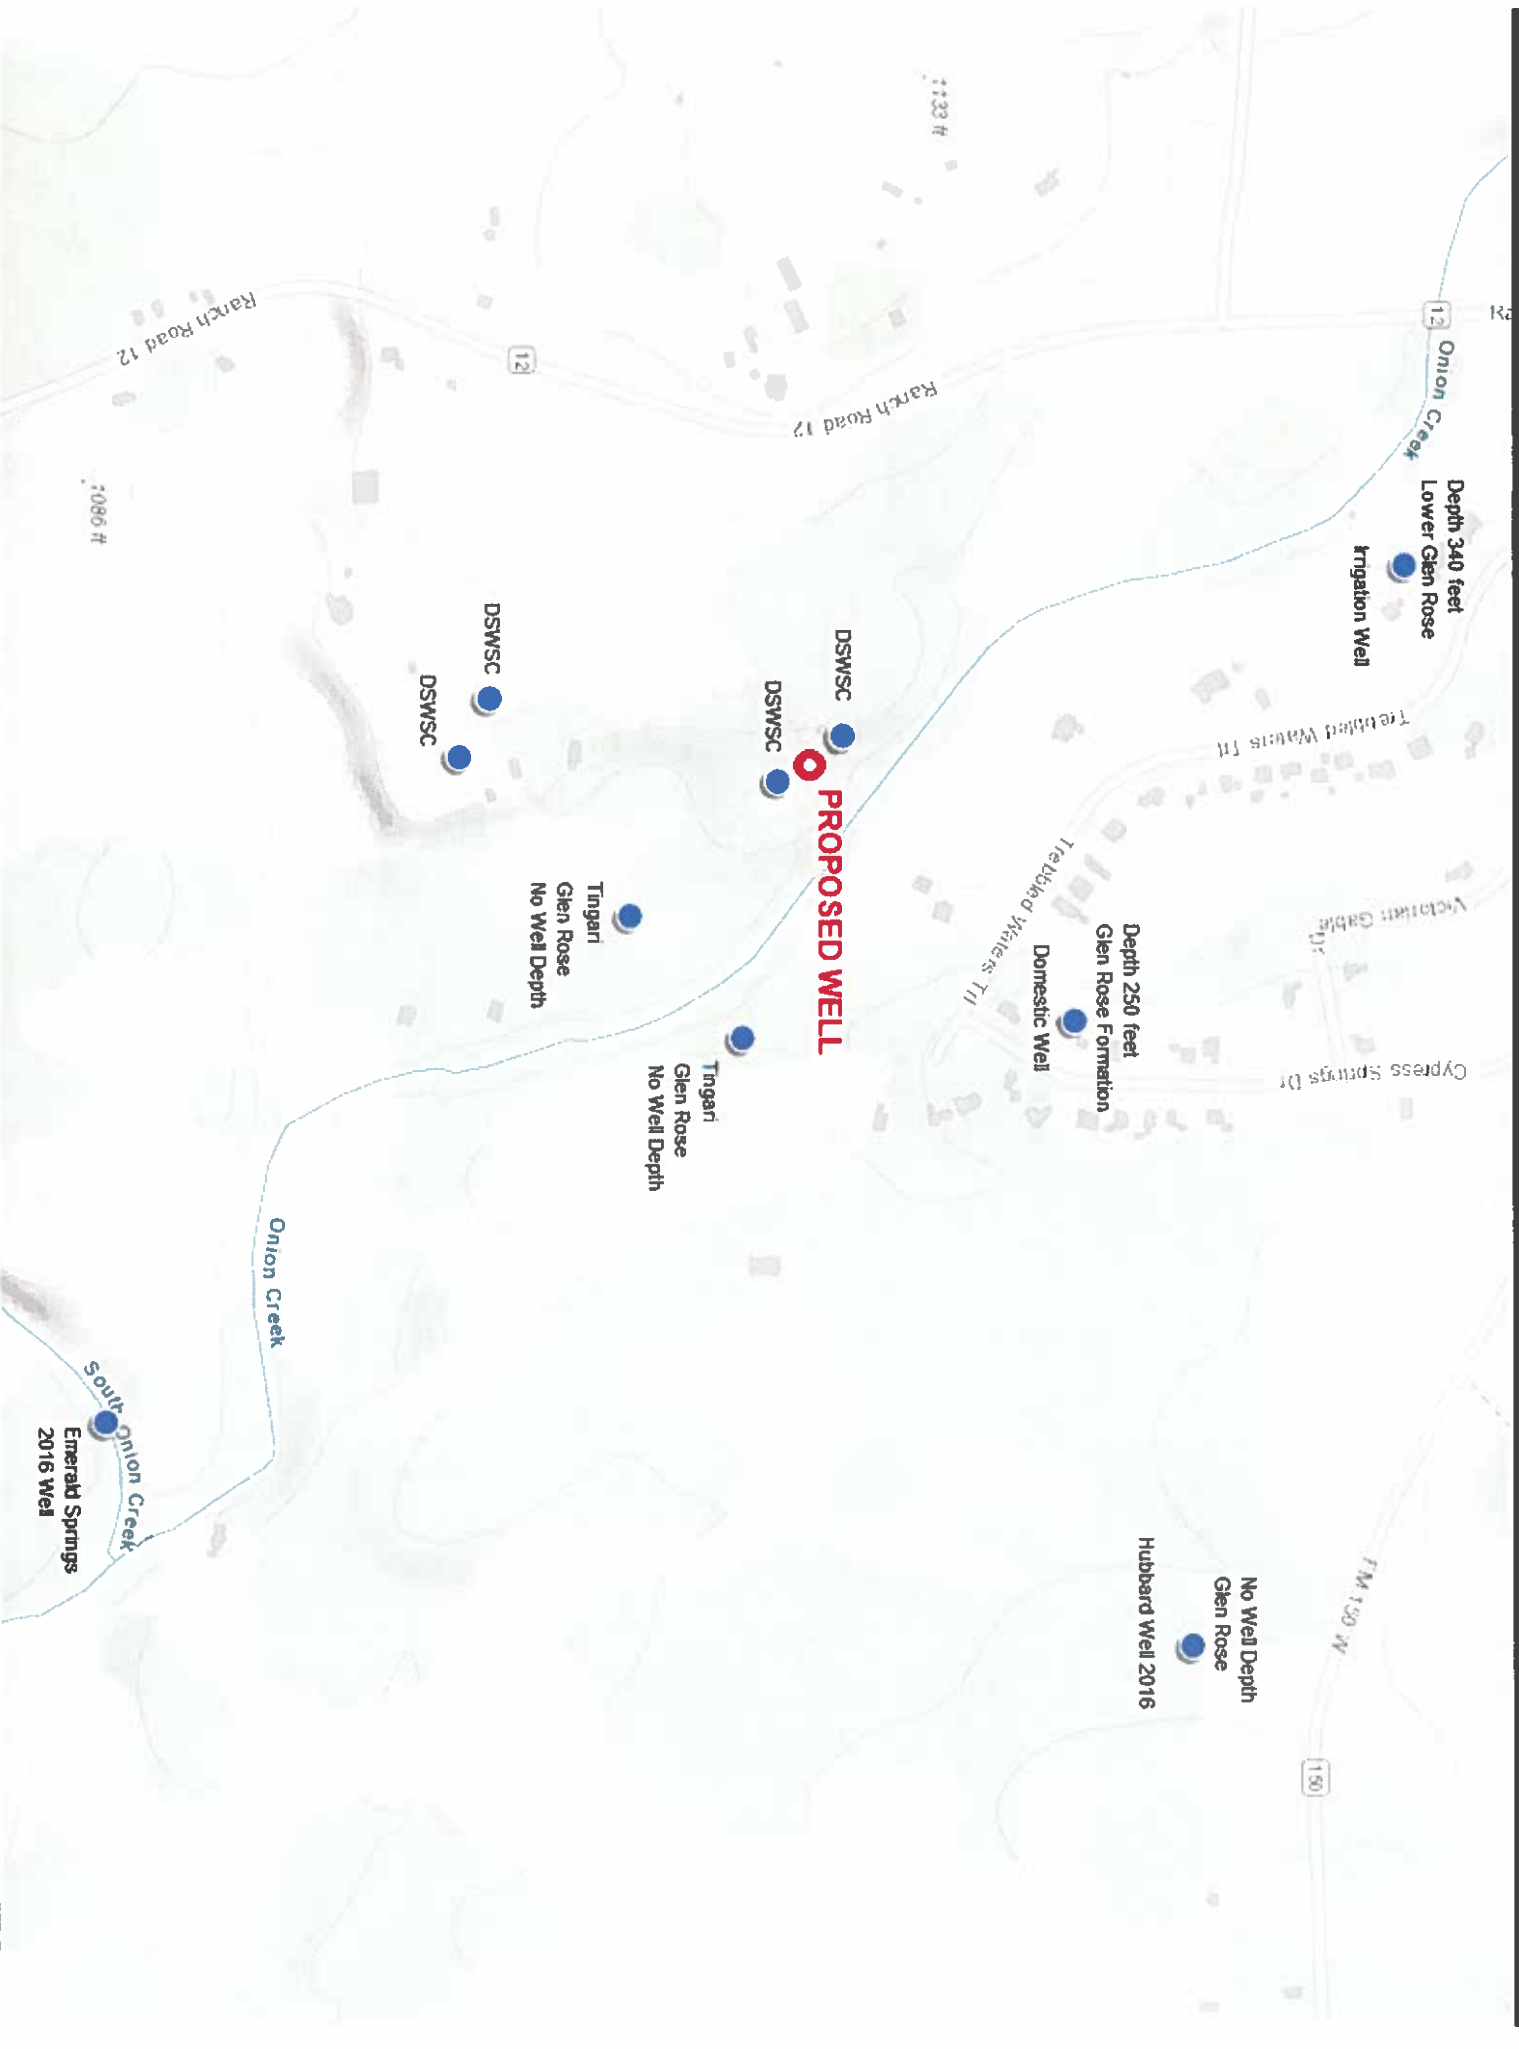 Onion Creek
12
Depth 340 feet
Lower Glen Rose
Irrigation Well
Trebbled Waters Trl
Victorian Gable
Dr
Cypress Springs Dr
FM 150 W
150
No Well Depth
Glen Rose
Hubbard Well 2016
Depth 250 feet
Glen Rose Formation
Domestic Well
Trebbled Waters Trl
1133 ft
Ranch Road 12
DSWSC
DSWSC
PROPOSED WELL
Tingari
Glen Rose
No Well Depth
Tingari
Glen Rose
No Well Depth
12
DSWSC
DSWSC
Ranch Road 12
1086 ft
Onion Creek
South Onion Creek
Emerald Springs
2016 Well